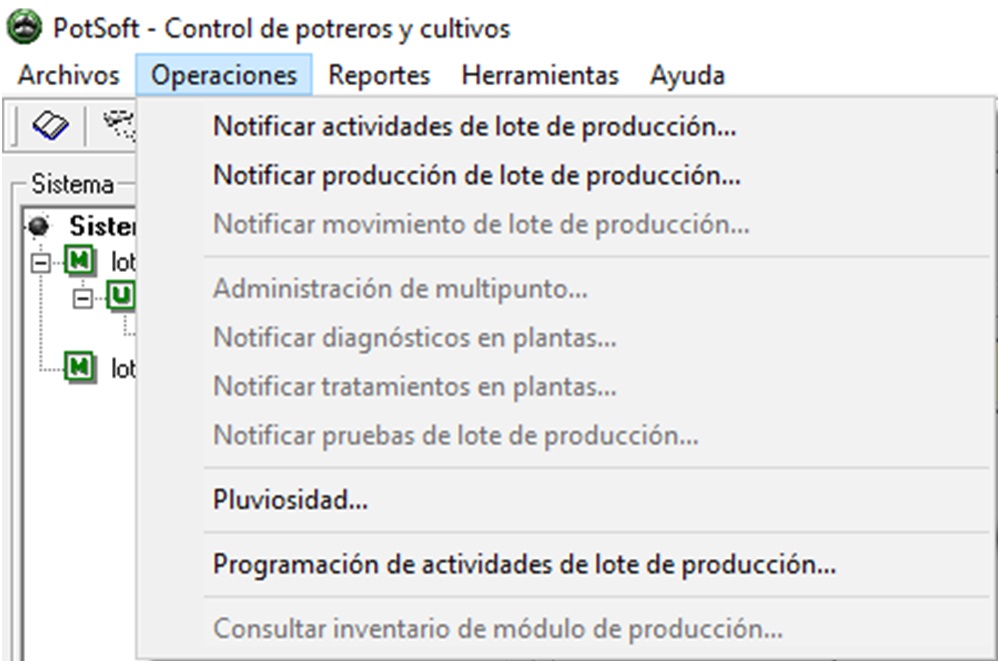 PotSoft - Control de potreros y cultivos
Archivos Operaciones Reportes Herramientas Ayuda
Notificar actividades de lote de producción...
Notificar producción de lote de producción...
Notificar movimiento de lote de producción...
Administración de multipunto...
Notificar diagnósticos en plantas...
Notificar tratamientos en plantas...
Notificar pruebas de lote de producción...
Pluviosidad...
Programación de actividades de lote de producción...
Consultar inventario de módulo de producción...
Sistema
Sister
M lot
U
M lot